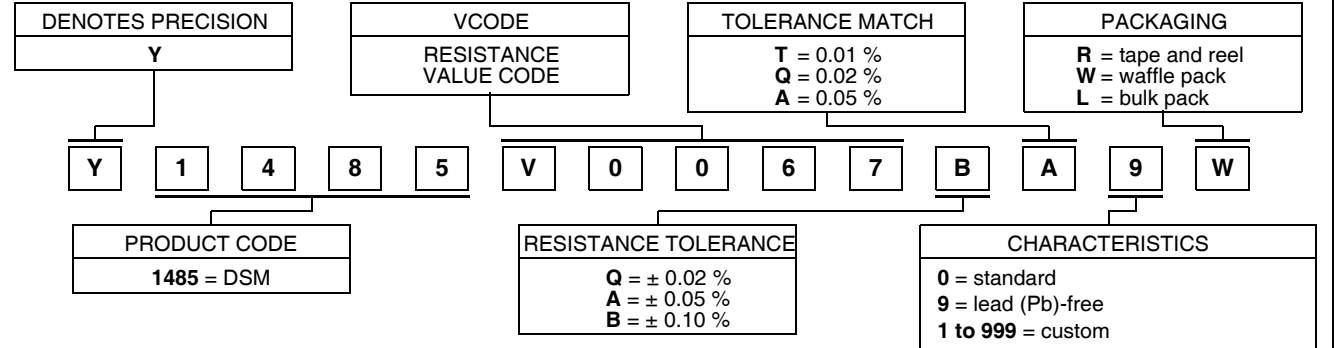 DENOTES PRECISION
Y
VCODE
RESISTANCE
VALUE CODE
TOLERANCE MATCH
T = 0.01 %
Q = 0.02 %
A = 0.05 %
PACKAGING
R = tape and reel
W = waffle pack
L = bulk pack
Y 1 4 8 5 V 0 0 6 7 B A 9 W
PRODUCT CODE
1485 = DSM
RESISTANCE TOLERANCE
Q = ± 0.02 %
A = ± 0.05 %
B = ± 0.10 %
CHARACTERISTICS
0 = standard
9 = lead (Pb)-free
1 to 999 = custom